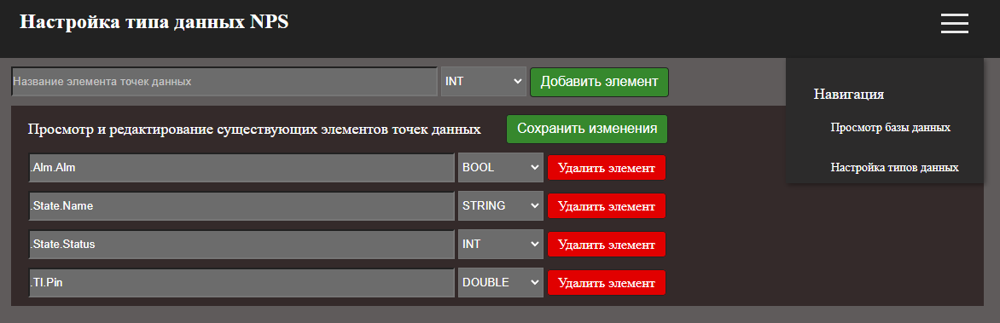 Настройка типа данных NPS
Название элемента точек данных INT Добавить элемент
Навигация
Просмотр базы данных
Настройка типов данных
Просмотр и редактирование существующих элементов точек данных Сохранить изменения
.Alm.Alm BOOL Удалить элемент
.State.Name STRING Удалить элемент
.State.Status INT Удалить элемент
.TI.Pin DOUBLE Удалить элемент